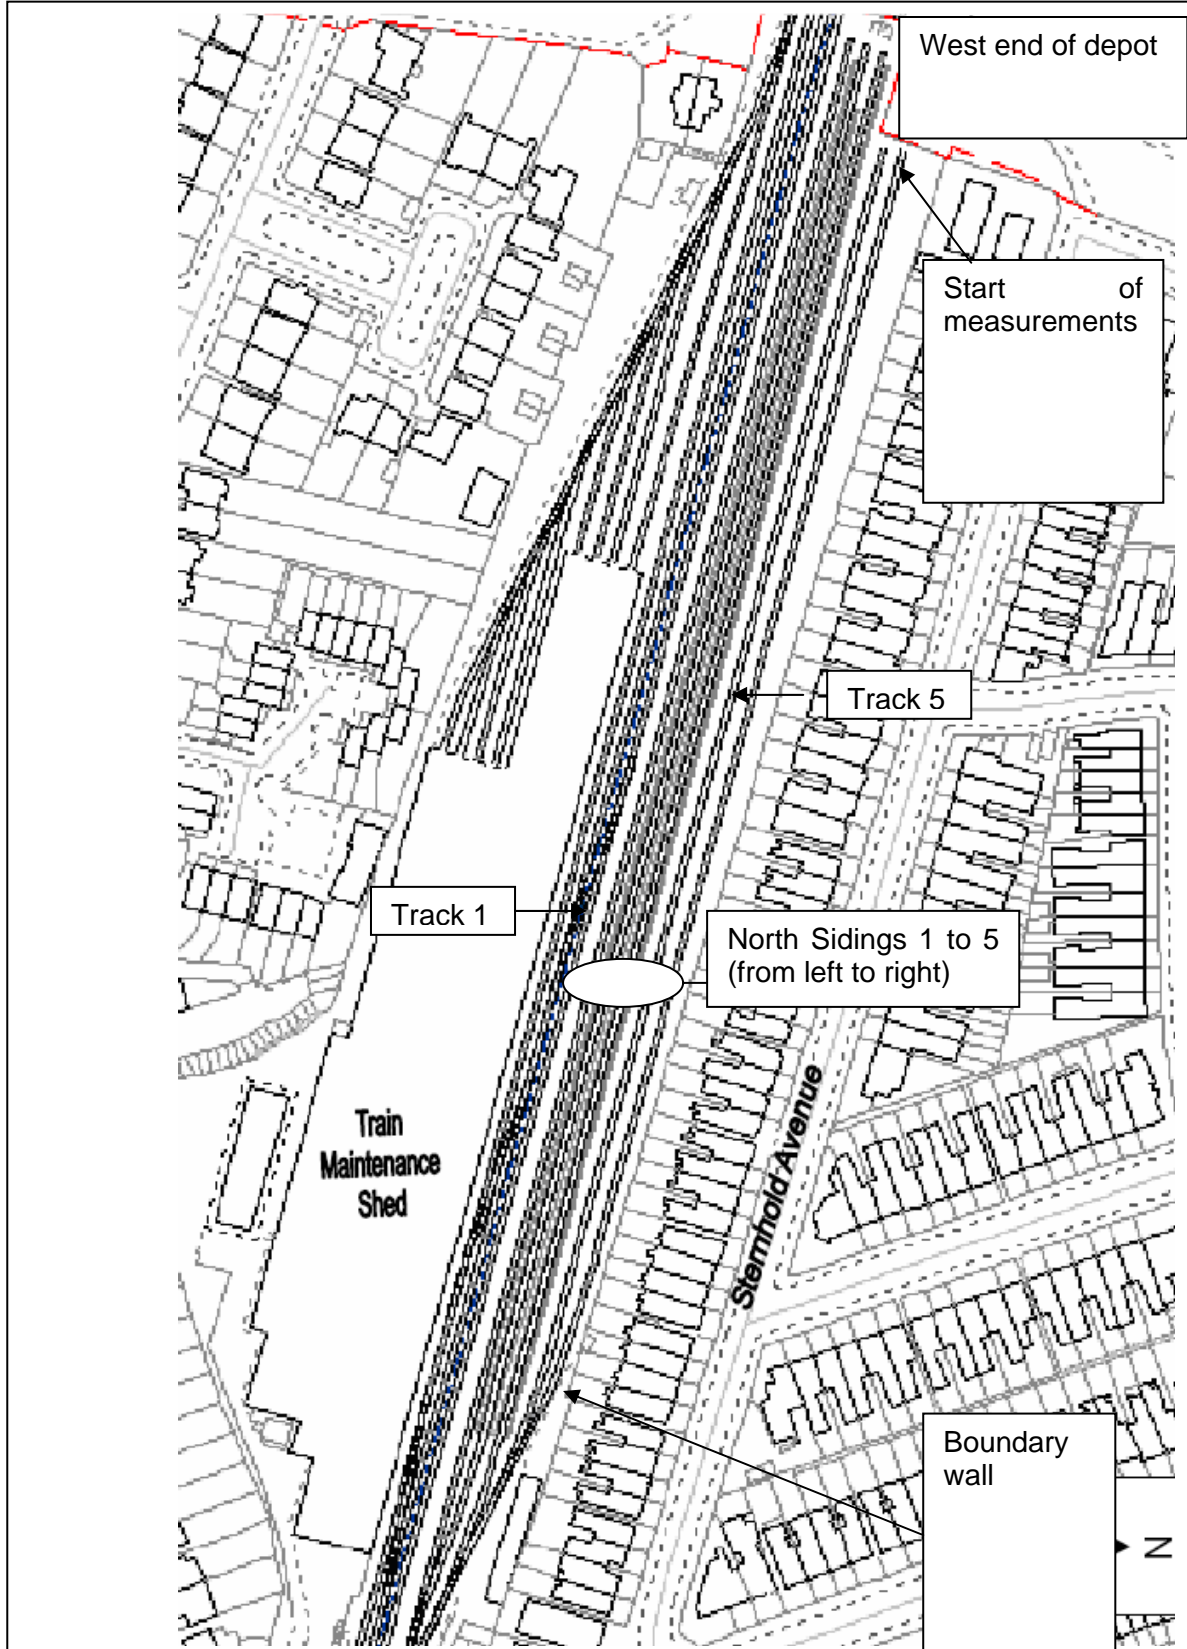 West end of depot
Start of
measurements
Track 5
Track 1
North Sidings 1 to 5
(from left to right)
Train
Maintenance
Shed
Sternhold Avenue
Boundary
wall
N